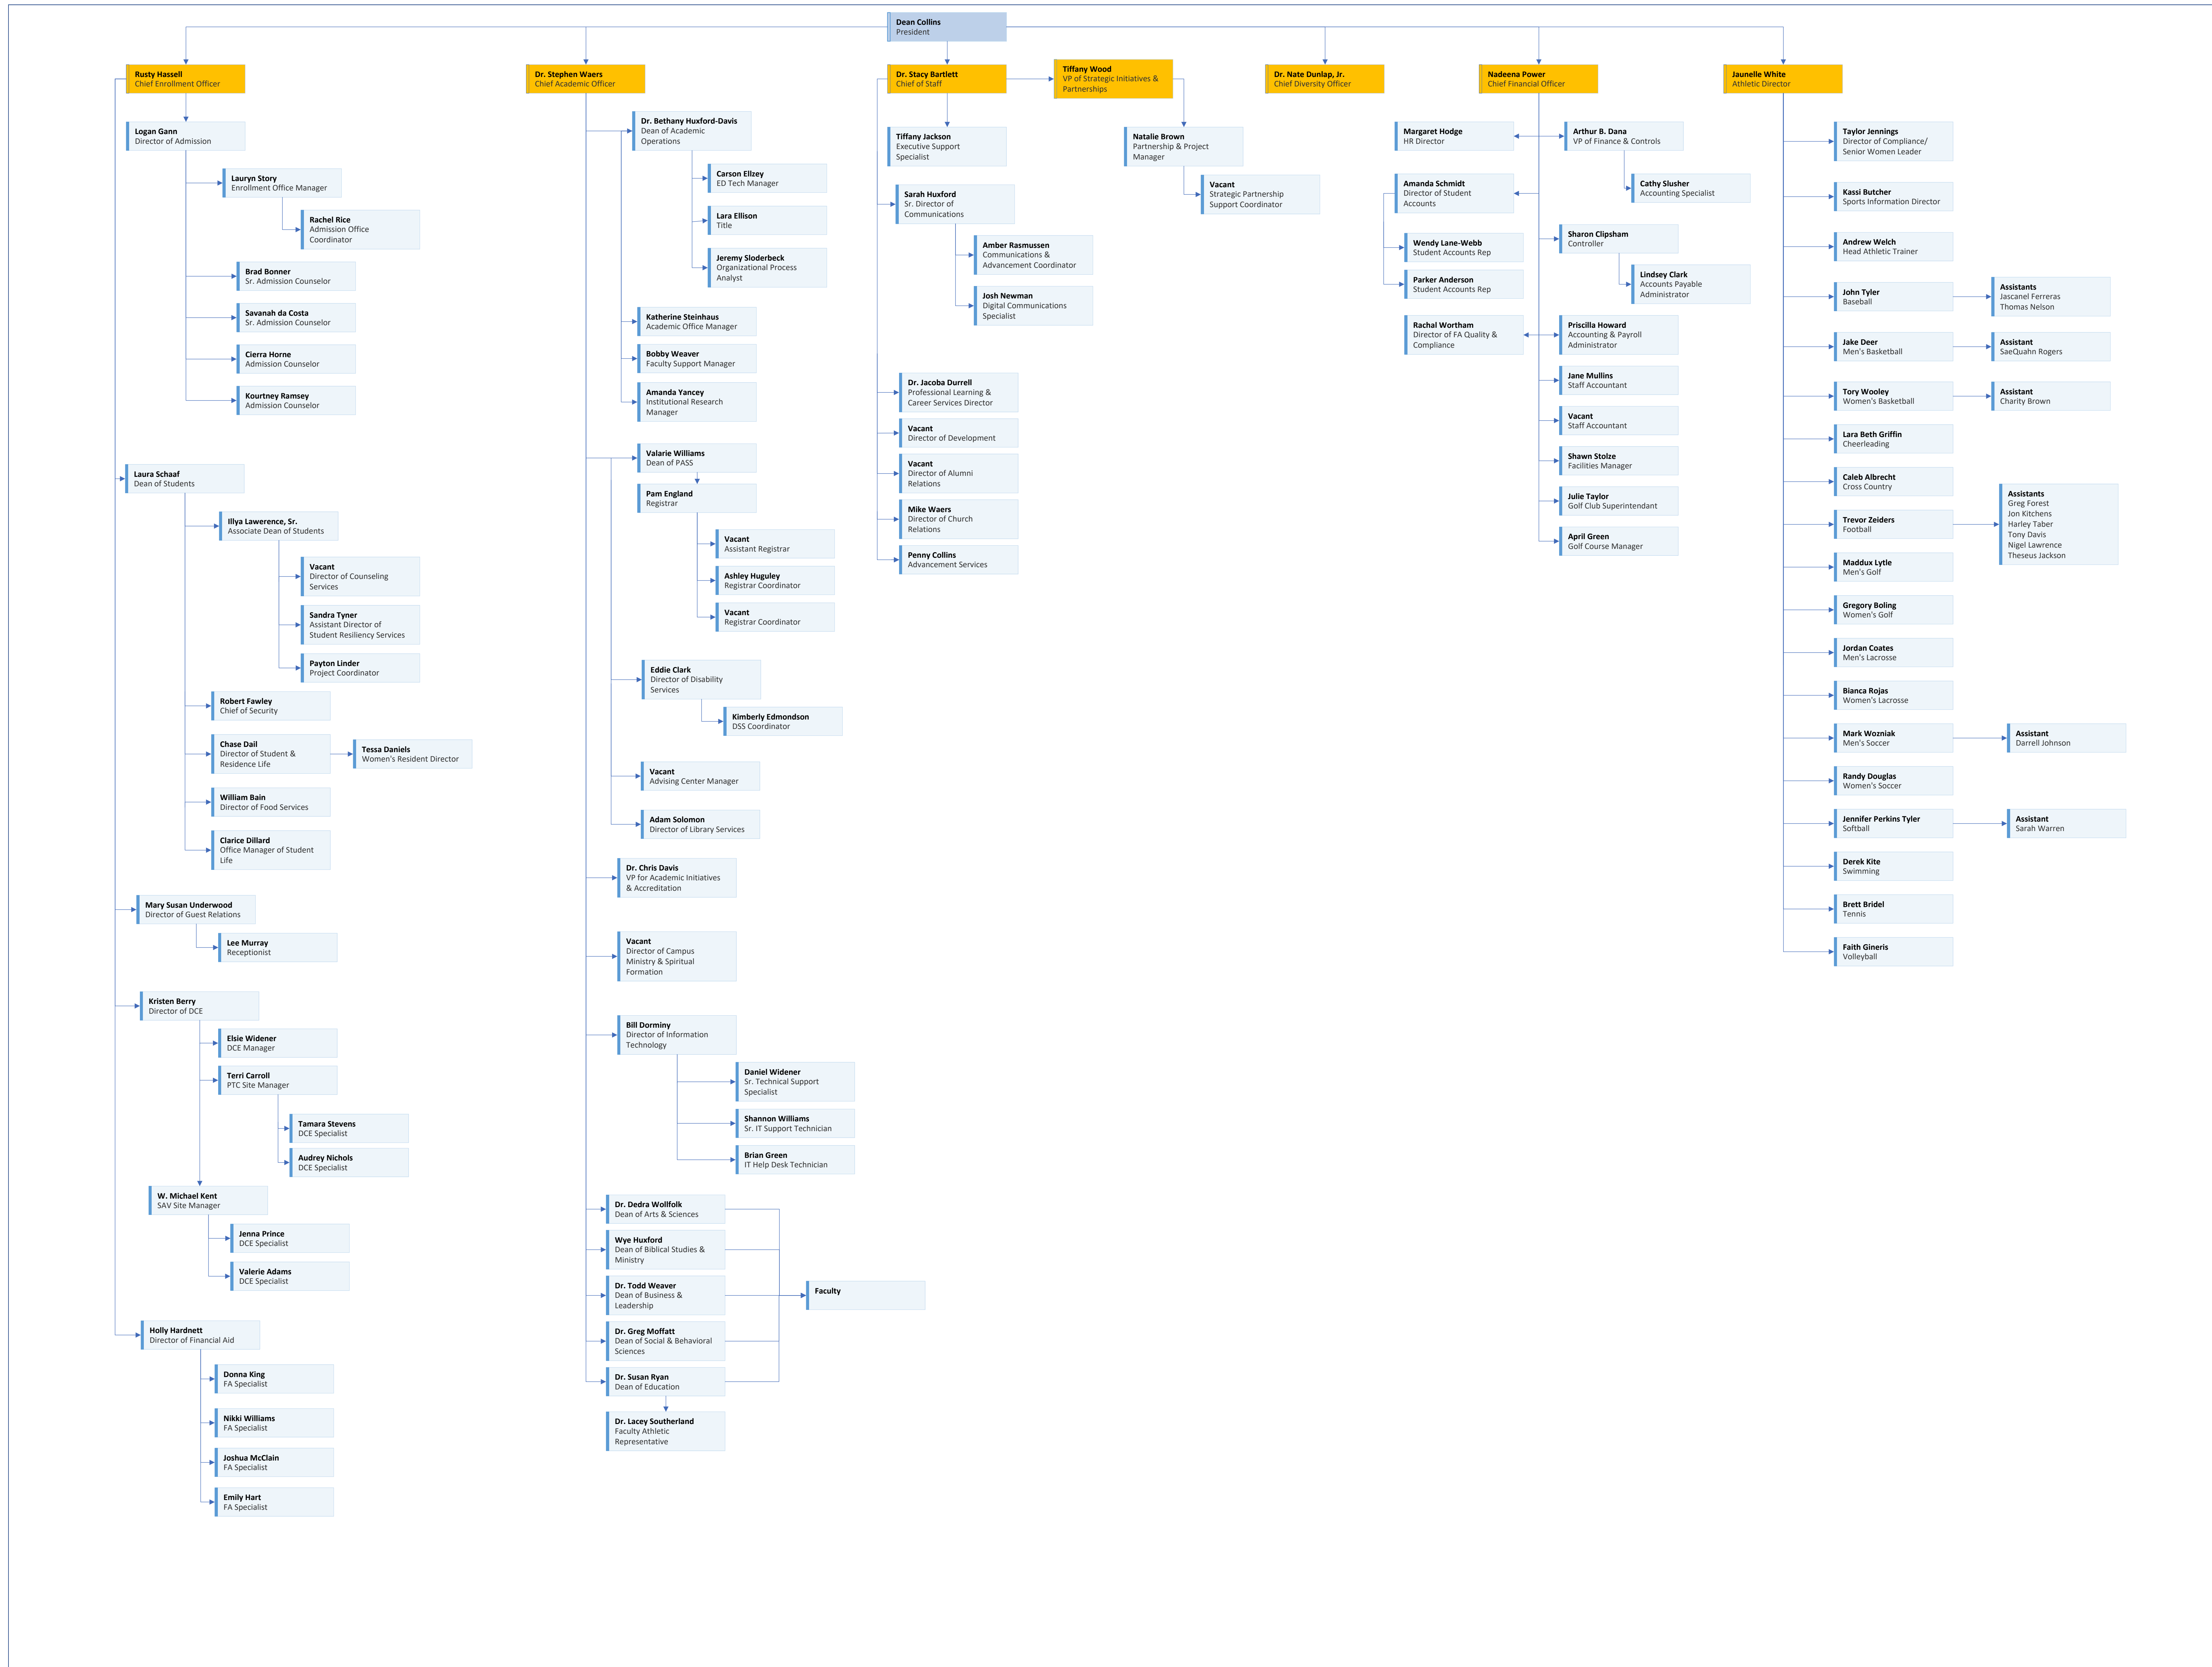 Dean Collins
President
Rusty Hassell
Chief Enrollment Officer
Logan Gann
Director of Admission
Lauryn Story
Enrollment Office Manager
Rachel Rice
Admission Office
Coordinator
Brad Bonner
Sr. Admission Counselor
Savanah da Costa
Sr. Admission Counselor
Cierra Horne
Admission Counselor
Kourtney Ramsey
Admission Counselor
Laura Schaaf
Dean of Students
Illya Lawerence, Sr.
Associate Dean of Students
Vacant
Director of Counseling
Services
Sandra Tyner
Assistant Director of
Student Resiliency Services
Payton Linder
Project Coordinator
Robert Fawley
Chief of Security
Chase Dail
Director of Student &
Residence Life
Tessa Daniels
Women's Resident Director
William Bain
Director of Food Services
Clarice Dillard
Office Manager of Student
Life
Mary Susan Underwood
Director of Guest Relations
Lee Murray
Receptionist
Kristen Berry
Director of DCE
Elsie Widener
DCE Manager
Terri Carroll
PTC Site Manager
Tamara Stevens
DCE Specialist
Audrey Nichols
DCE Specialist
W. Michael Kent
SAV Site Manager
Jenna Prince
DCE Specialist
Valerie Adams
DCE Specialist
Holly Hardnett
Director of Financial Aid
Donna King
FA Specialist
Nikki Williams
FA Specialist
Joshua McClain
FA Specialist
Emily Hart
FA Specialist
Dr. Stephen Waers
Chief Academic Officer
Dr. Bethany Huxford-Davis
Dean of Academic
Operations
Carson Ellzey
ED Tech Manager
Lara Ellison
Title
Jeremy Sloderbeck
Organizational Process
Analyst
Katherine Steinhaus
Academic Office Manager
Bobby Weaver
Faculty Support Manager
Amanda Yancey
Institutional Research
Manager
Valarie Williams
Dean of PASS
Pam England
Registrar
Vacant
Assistant Registrar
Ashley Huguley
Registrar Coordinator
Vacant
Registrar Coordinator
Eddie Clark
Director of Disability
Services
Kimberly Edmondson
DSS Coordinator
Vacant
Advising Center Manager
Adam Solomon
Director of Library Services
Dr. Chris Davis
VP for Academic Initiatives
& Accreditation
Vacant
Director of Campus
Ministry & Spiritual
Formation
Bill Dorminy
Director of Information
Technology
Daniel Widener
Sr. Technical Support
Specialist
Shannon Williams
Sr. IT Support Technician
Brian Green
IT Help Desk Technician
Dr. Dedra Wollfolk
Dean of Arts & Sciences
Wye Huxford
Dean of Biblical Studies &
Ministry
Dr. Todd Weaver
Dean of Business &
Leadership
Dr. Greg Moffatt
Dean of Social & Behavioral
Sciences
Dr. Susan Ryan
Dean of Education
Faculty
Dr. Lacey Southerland
Faculty Athletic
Representative
Dr. Stacy Bartlett
Chief of Staff
Tiffany Jackson
Executive Support
Specialist
Sarah Huxford
Sr. Director of
Communications
Amber Rasmussen
Communications &
Advancement Coordinator
Josh Newman
Digital Communications
Specialist
Dr. Jacoba Durrell
Professional Learning &
Career Services Director
Vacant
Director of Development
Vacant
Director of Alumni
Relations
Mike Waers
Director of Church
Relations
Penny Collins
Advancement Services
Tiffany Wood
VP of Strategic Initiatives &
Partnerships
Natalie Brown
Partnership & Project
Manager
Vacant
Strategic Partnership
Support Coordinator
Dr. Nate Dunlap, Jr.
Chief Diversity Officer
Nadeena Power
Chief Financial Officer
Margaret Hodge
HR Director
Arthur B. Dana
VP of Finance & Controls
Cathy Slusher
Accounting Specialist
Amanda Schmidt
Director of Student
Accounts
Wendy Lane-Webb
Student Accounts Rep
Parker Anderson
Student Accounts Rep
Sharon Clipsham
Controller
Lindsey Clark
Accounts Payable
Administrator
Rachal Wortham
Director of FA Quality &
Compliance
Priscilla Howard
Accounting & Payroll
Administrator
Jane Mullins
Staff Accountant
Vacant
Staff Accountant
Shawn Stolze
Facilities Manager
Julie Taylor
Golf Club Superintendant
April Green
Golf Course Manager
Jaunelle White
Athletic Director
Taylor Jennings
Director of Compliance/
Senior Women Leader
Kassi Butcher
Sports Information Director
Andrew Welch
Head Athletic Trainer
John Tyler
Baseball
Assistants
Jascanel Ferreras
Thomas Nelson
Jake Deer
Men's Basketball
Assistant
SaeQuahn Rogers
Tory Wooley
Women's Basketball
Assistant
Charity Brown
Lara Beth Griffin
Cheerleading
Caleb Albrecht
Cross Country
Trevor Zeiders
Football
Assistants
Greg Forest
Jon Kitchens
Harley Taber
Tony Davis
Nigel Lawrence
Theseus Jackson
Maddux Lytle
Men's Golf
Gregory Boling
Women's Golf
Jordan Coates
Men's Lacrosse
Bianca Rojas
Women's Lacrosse
Mark Wozniak
Men's Soccer
Assistant
Darrell Johnson
Randy Douglas
Women's Soccer
Jennifer Perkins Tyler
Softball
Assistant
Sarah Warren
Derek Kite
Swimming
Brett Bridel
Tennis
Faith Gineris
Volleyball